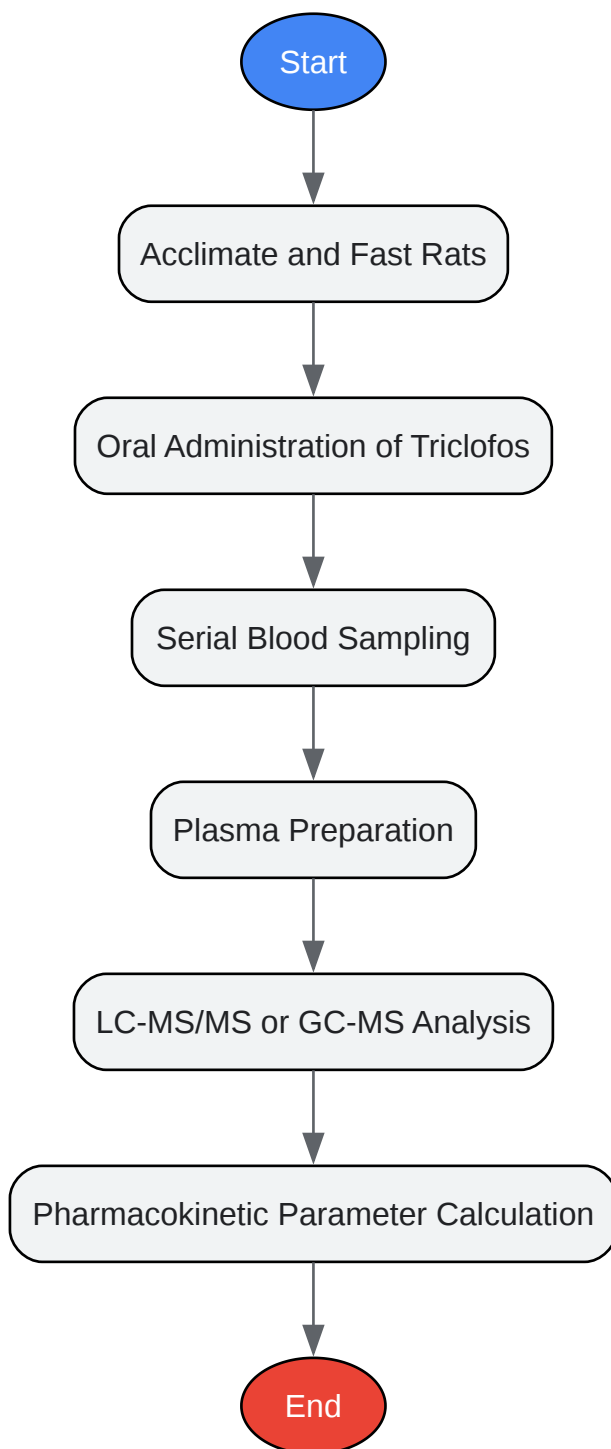 Start
Acclimate and Fast Rats
Oral Administration of Triclofos
Serial Blood Sampling
Plasma Preparation
LC-MS/MS or GC-MS Analysis
Pharmacokinetic Parameter Calculation
End